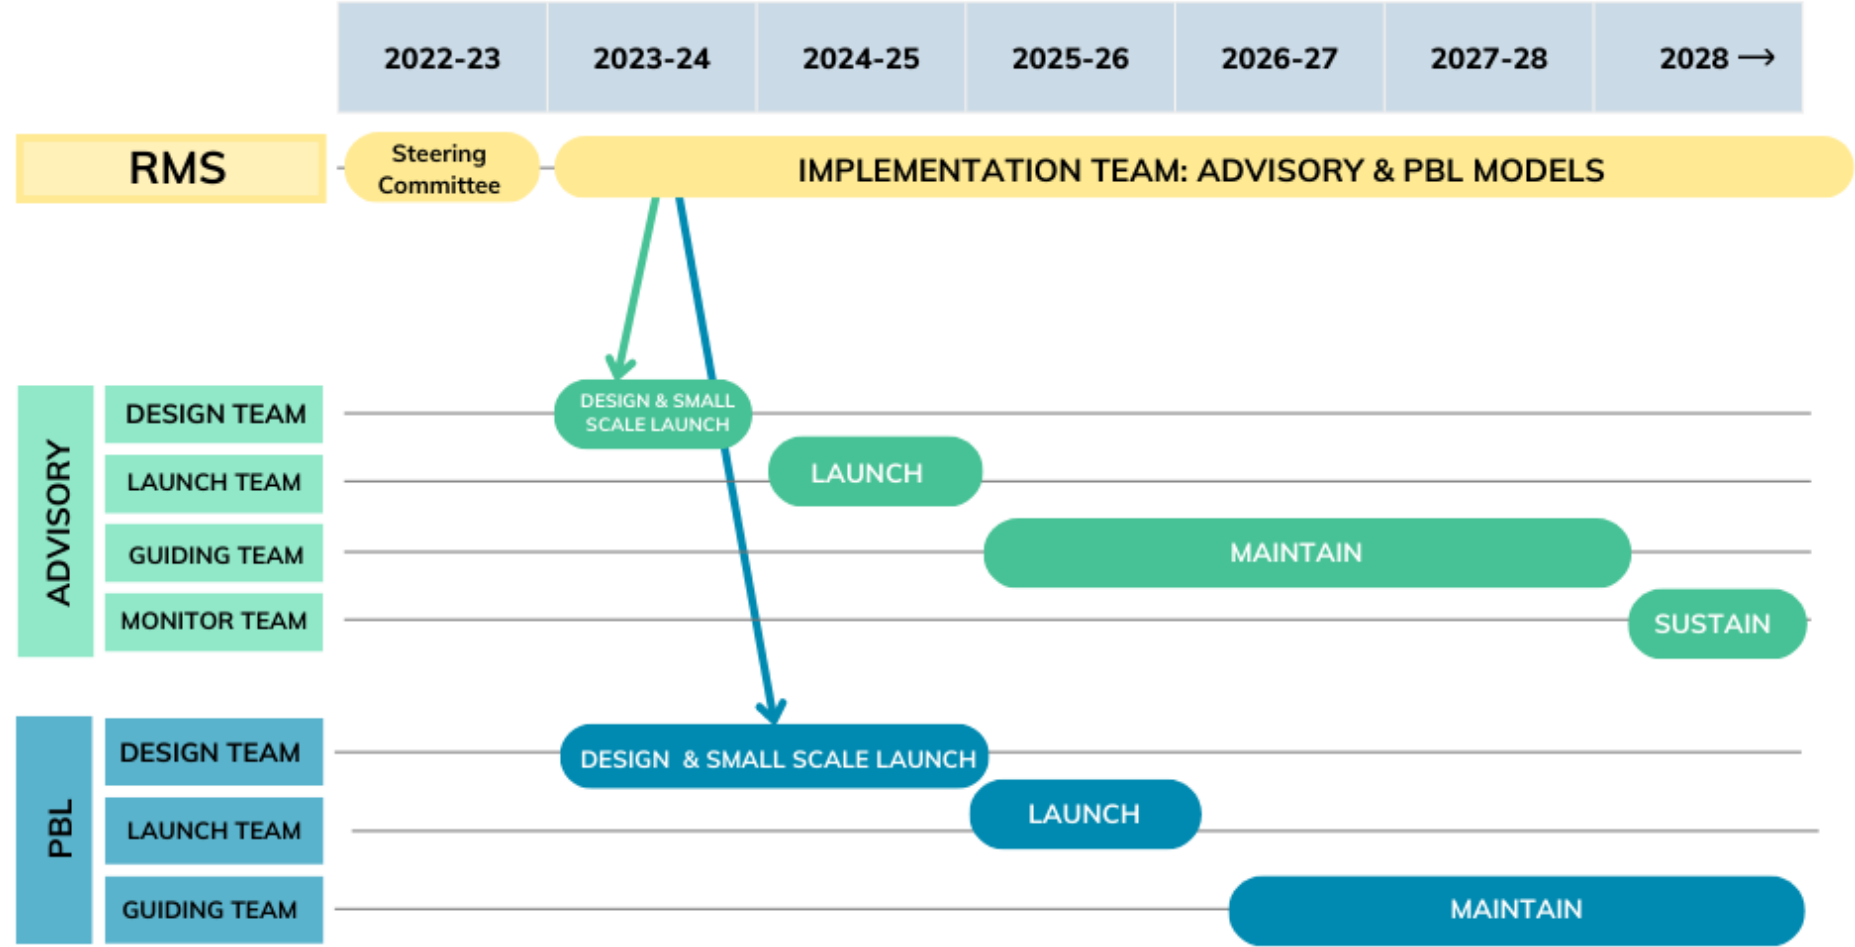 2022-23 2023-24 2024-25 2025-26 2026-27 2027-28 2028 →
RMS
Steering
Committee
IMPLEMENTATION TEAM: ADVISORY & PBL MODELS
ADVISORY
DESIGN TEAM
DESIGN & SMALL
SCALE LAUNCH
LAUNCH TEAM
LAUNCH
GUIDING TEAM
MAINTAIN
MONITOR TEAM
SUSTAIN
PBL
DESIGN TEAM
DESIGN & SMALL SCALE LAUNCH
LAUNCH TEAM
LAUNCH
GUIDING TEAM
MAINTAIN